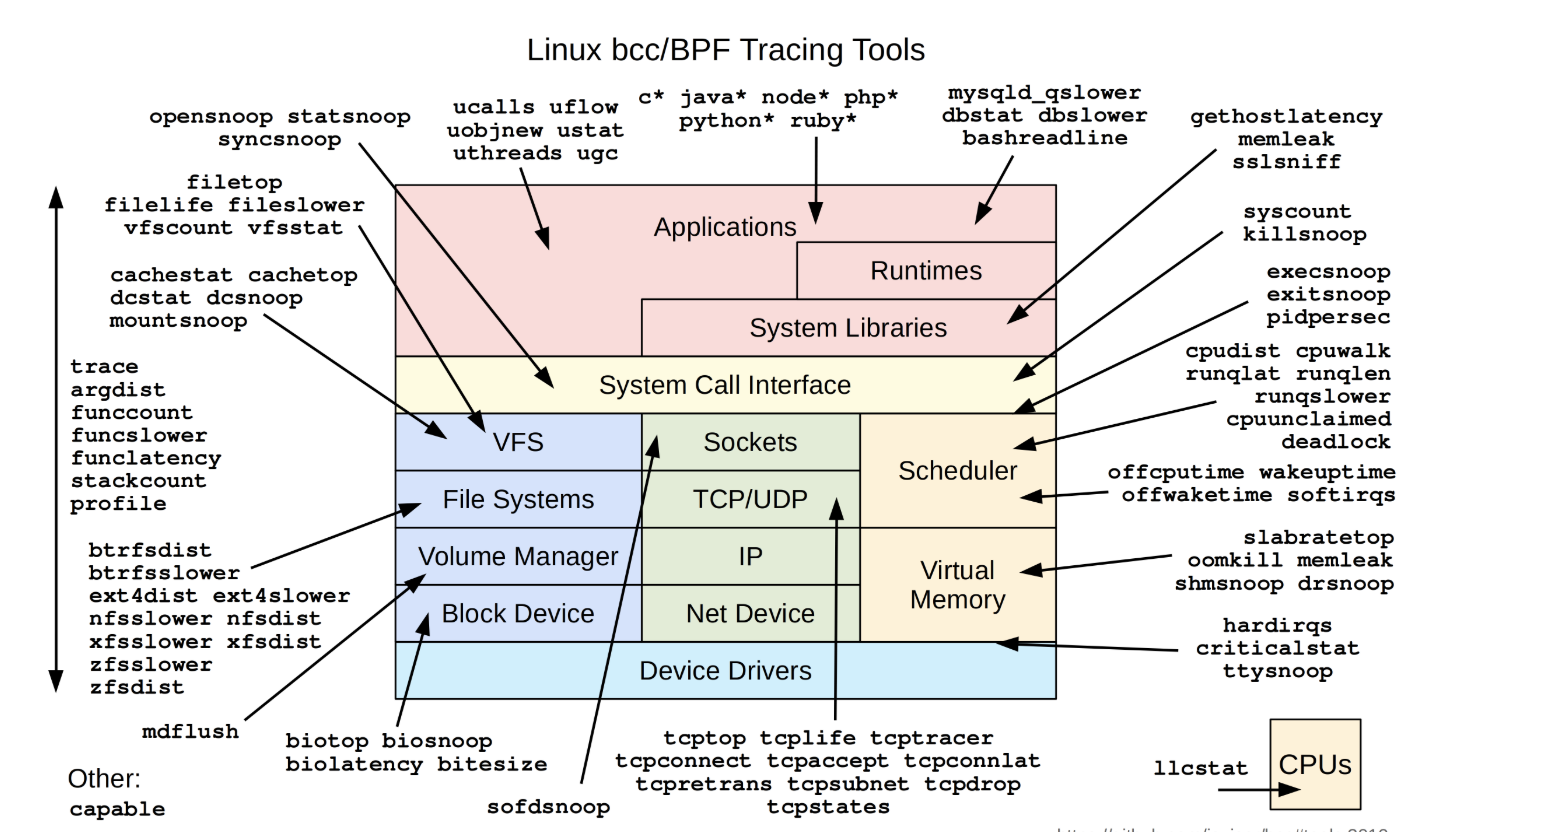 Linux bcc/BPF Tracing Tools
opensnoop statsnoop
syncsnoop
ucalls uflow
uobjnew ustat
uthreads ugc
c* java* node* php*
python* ruby*
mysqld_qslower
dbstat dbslower
bashreadline
gethostlatency
memleak
sslsniff
filetop
filelife fileslower
vfscount vfsstat
syscount
killsnoop
cachestat cachetop
dcstat dcsnoop
mountsnoop
execsnoop
exitsnoop
pidpersec
trace
argdist
funccount
funcslower
funclatency
stackcount
profile
cpudist cpuwalk
runqlat runqlen
runqslower
cpuunclaimed
deadlock
offcputime wakeuptime
offwaketime softirqs
Applications
Runtimes
System Libraries
System Call Interface
VFS
Sockets
Scheduler
File Systems
TCP/UDP
Volume Manager
IP
Virtual
Memory
Block Device
Net Device
Device Drivers
btrfsdist
btrfsslower
ext4dist ext4slower
nfsslower nfsdist
xfsslower xfsdist
zfsslower
zfsdist
slabratetop
oomkill memleak
shmsnoop drsnoop
hardirqs
criticalstat
ttysnoop
mdflush
biotop biosnoop
biolatency bitesize
sofdsnoop
tcptop tcplife tcptracer
tcpconnect tcpaccept tcpconnlat
tcpretrans tcpsubnet tcpdrop
tcpstates
llcstat
CPUs
Other:
capable